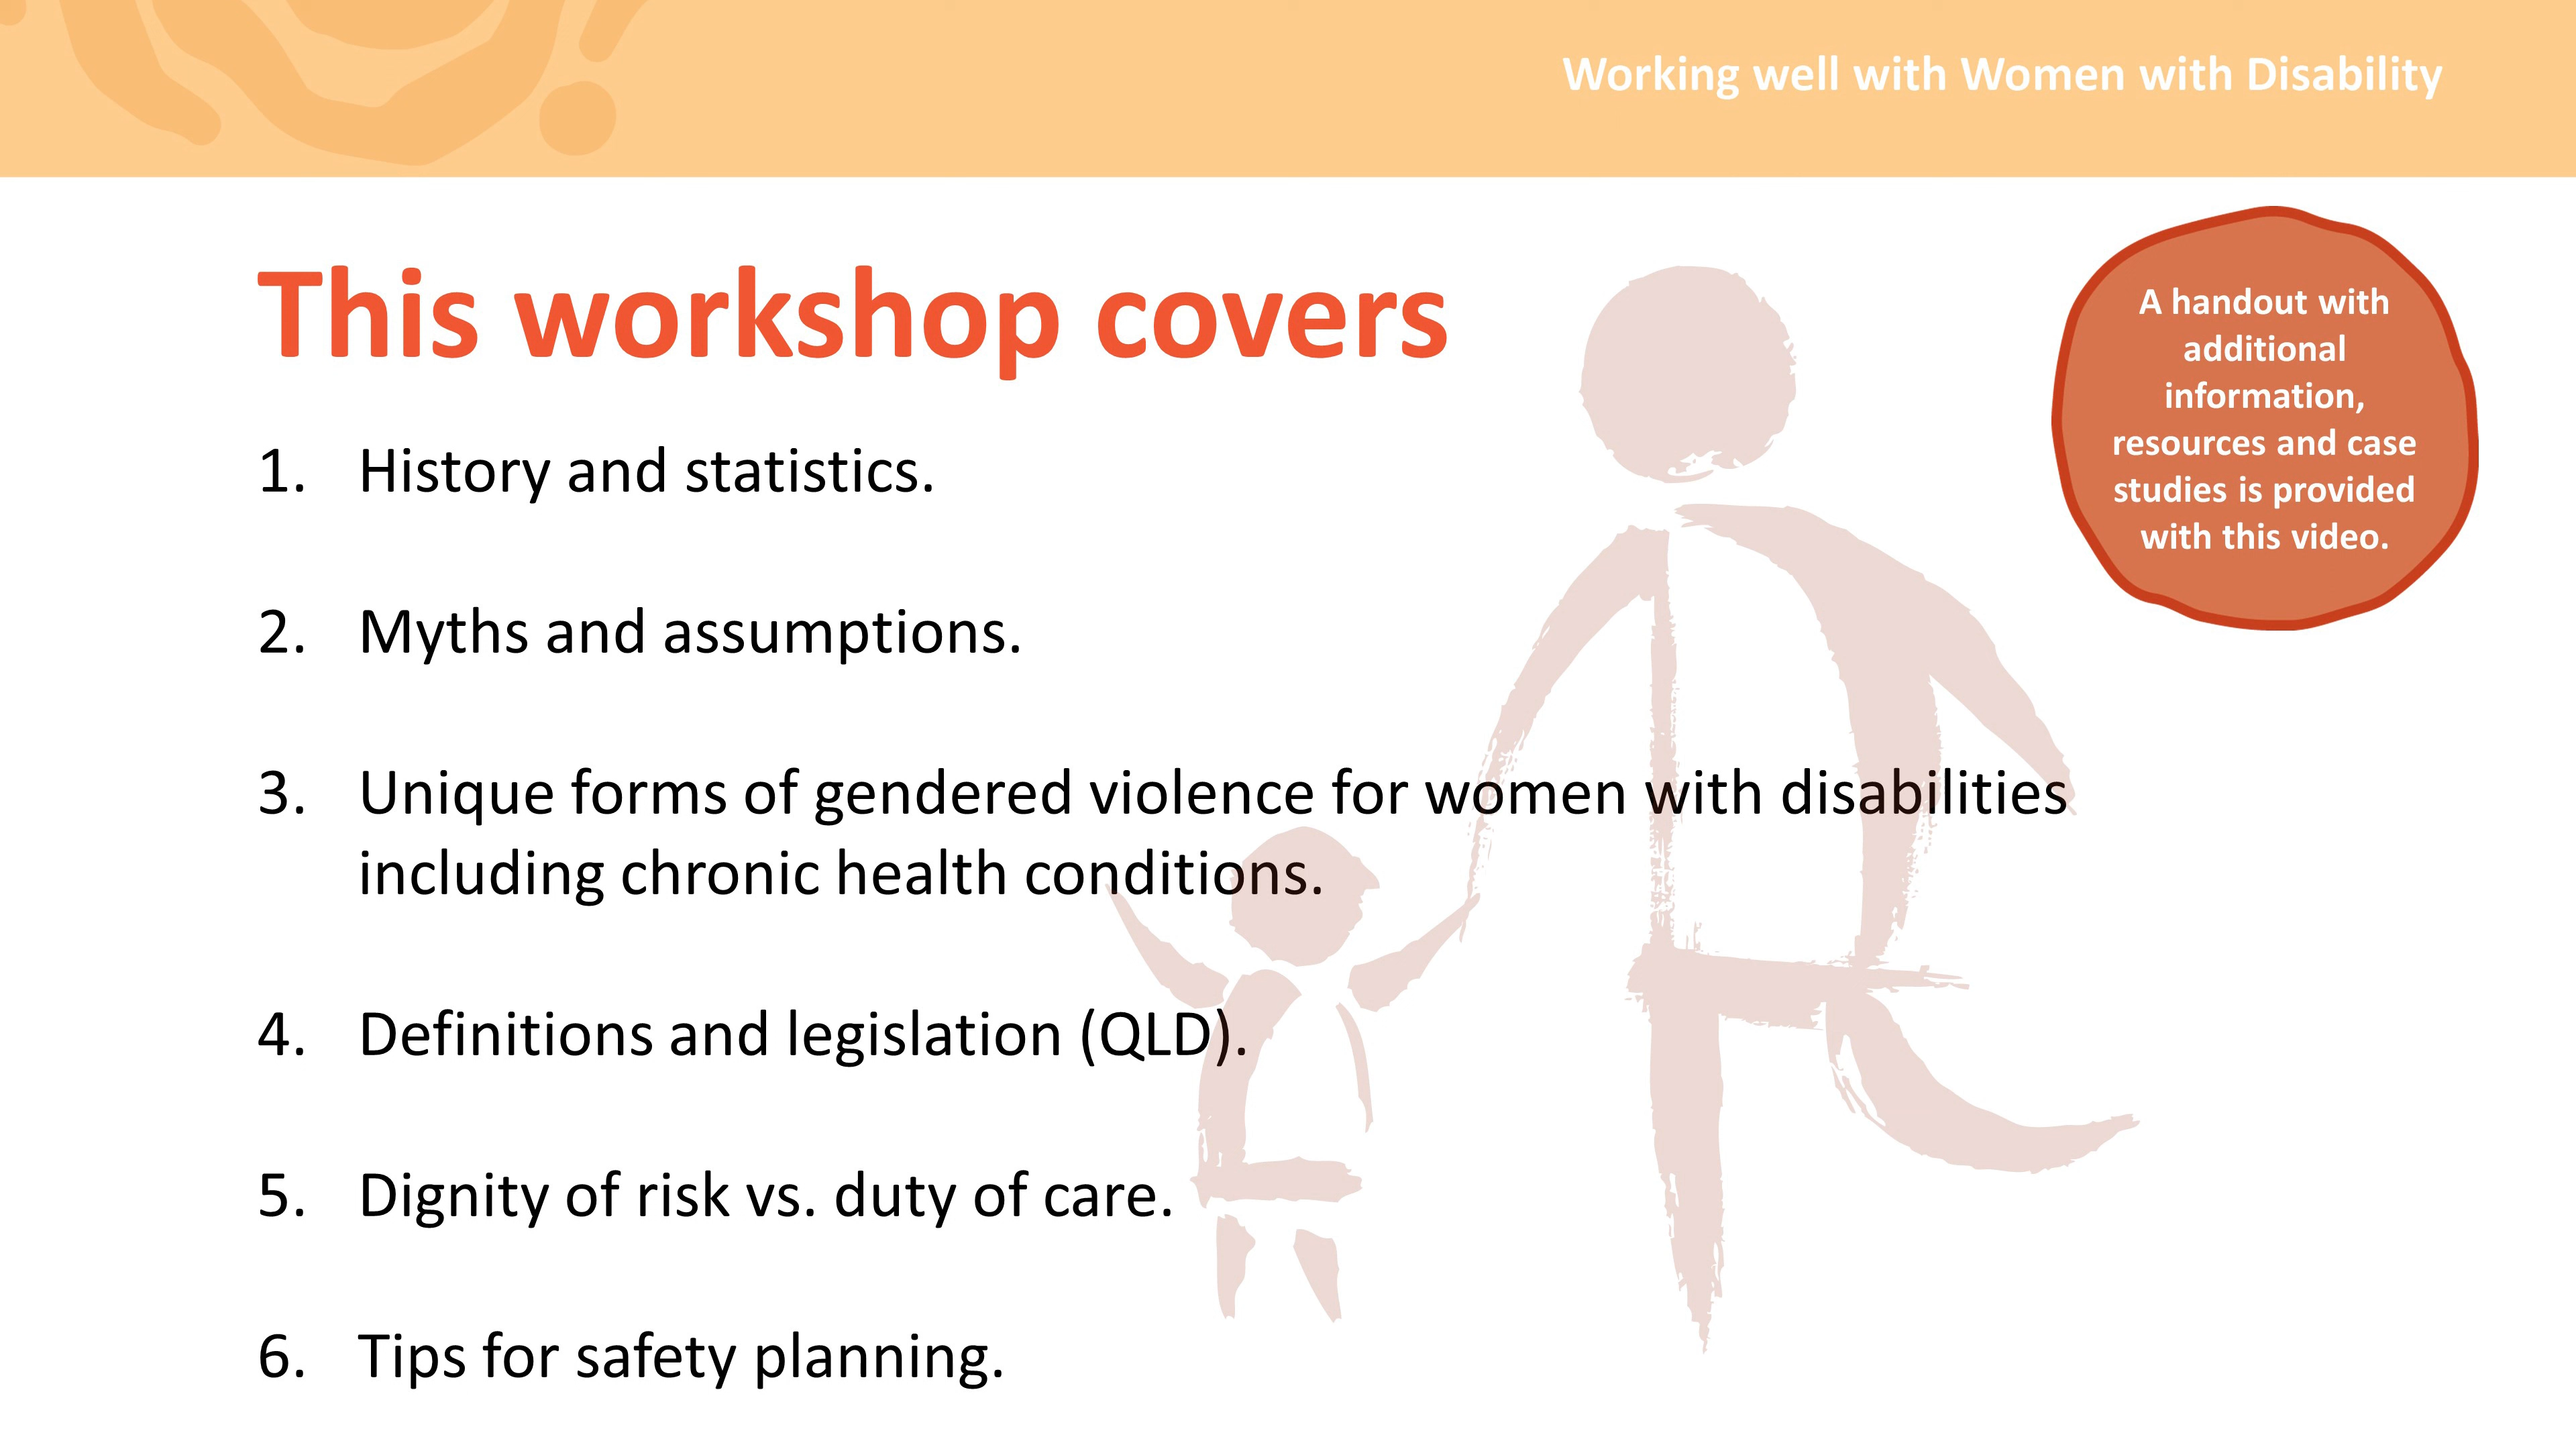 Working well with Women with Disability
This workshop covers
A handout with
additional
information,
resources and case
studies is provided
with this video.
1. History and statistics.
2. Myths and assumptions.
3. Unique forms of gendered violence for women with disabilities
including chronic health conditions.
4. Definitions and legislation (QLD).
5. Dignity of risk vs. duty of care.
6. Tips for safety planning.